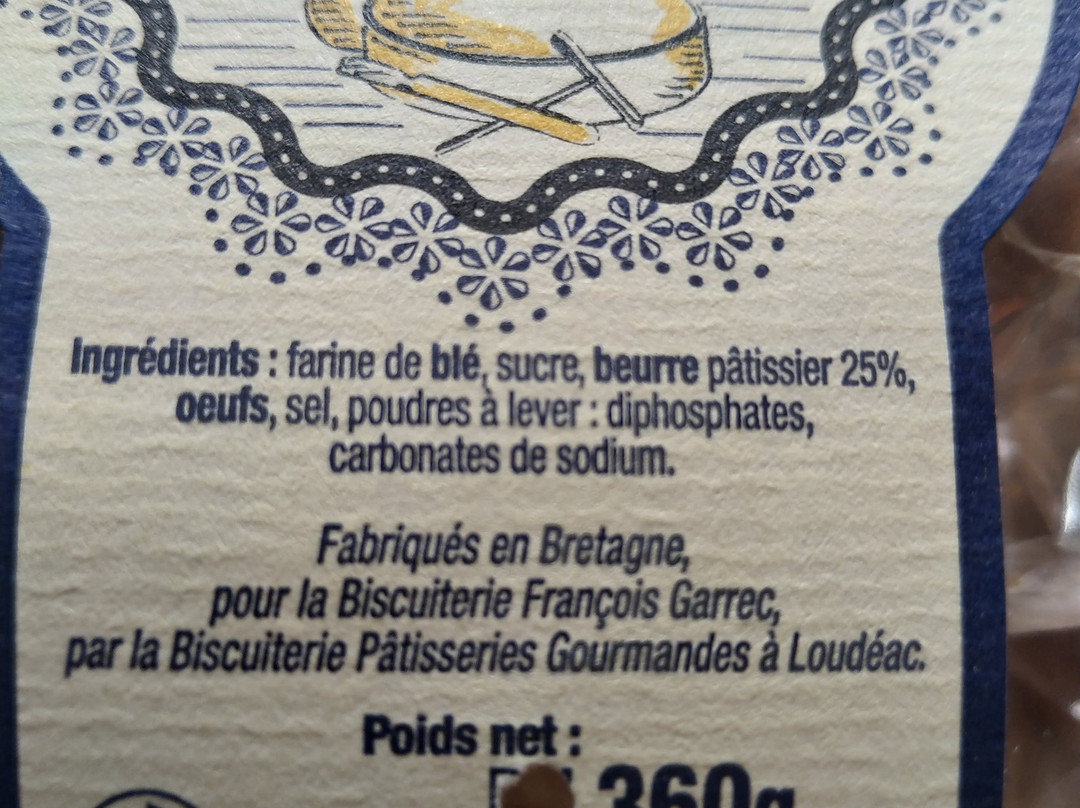 Ingrédients : farine de blé, sucre, beurre pâtissier 25%,
oeufs, sel, poudres à lever : diphosphates,
carbonates de sodium.
Fabriqués en Bretagne,
pour la Biscuiterie François Garrec,
par la Biscuiterie Pâtisseries Gourmandes à Loudéac.
Poids net :
360g